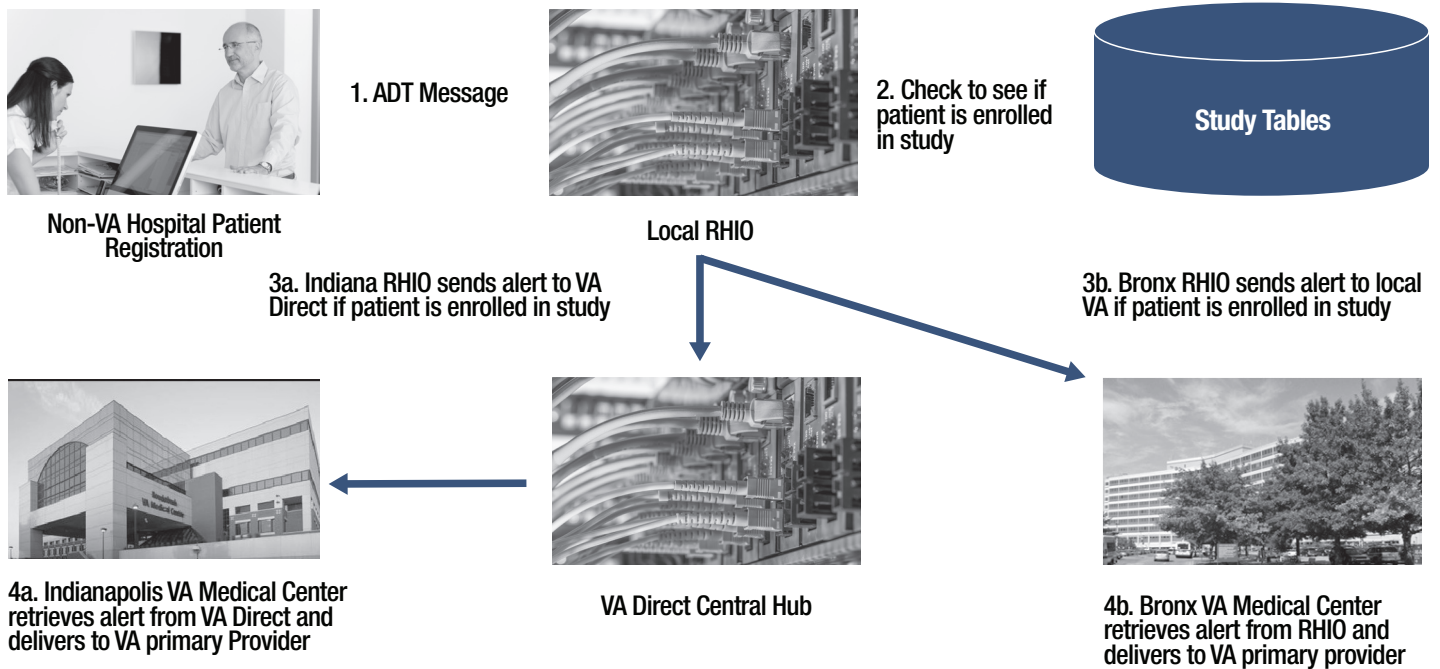 1. ADT Message
2. Check to see if
patient is enrolled
in study
Study Tables
Non-VA Hospital Patient
Registration
Local RHIO
3a. Indiana RHIO sends alert to VA
Direct if patient is enrolled in study
3b. Bronx RHIO sends alert to local
VA if patient is enrolled in study
VA Medical Center
4a. Indianapolis VA Medical Center
retrieves alert from VA Direct and
delivers to VA primary Provider
VA Direct Central Hub
4b. Bronx VA Medical Center
retrieves alert from RHIO and
delivers to VA primary provider